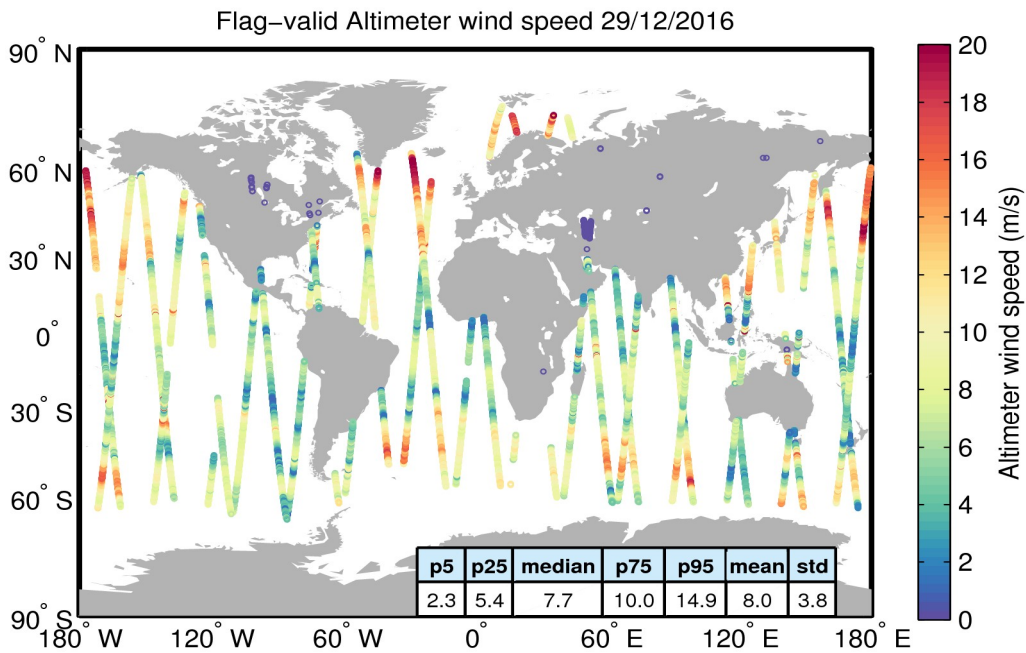 Flag−valid Altimeter wind speed 29/12/2016
90° N
60° N
30° N
0°
30° S
60° S
90° S
180° W
120° W
60° W
0°
60° E
120° E
180° E
p5 p25 median p75 p95 mean std
2.3 5.4 7.7 10.0 14.9 8.0 3.8
20
18
16
14
12
10
8
6
4
2
0
Altimeter wind speed (m/s)